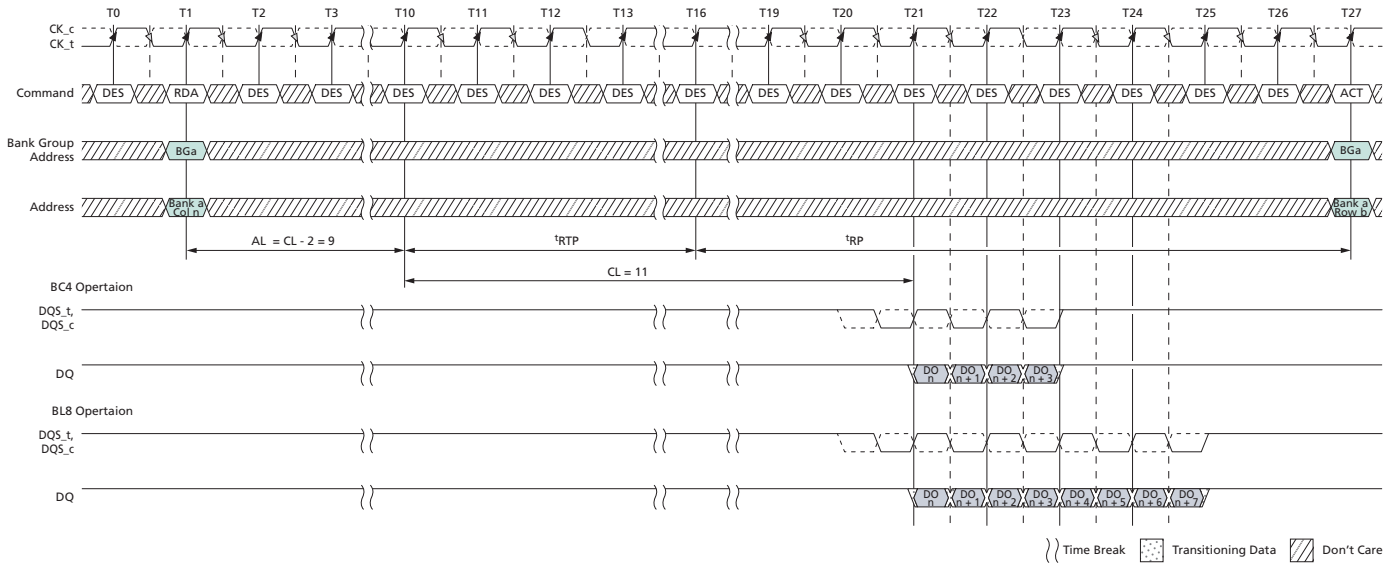 T0 T1 T2 T3 T10 T11 T12 T13 T16 T19 T20 T21 T22 T23 T24 T25 T26 T27
CK_c
CK_t
Command DES RDA DES DES DES DES DES DES DES DES DES DES DES DES DES DES DES ACT
Bank Group
Address BGa BGa
Address Bank a
Col n Bank a
Row b
AL = CL - 2 = 9 tRTP tRP
CL = 11
BC4 Opertaion
DQS_t,
DQS_c
DQ DO
n DO
n + 1 DO
n + 2 DO
n + 3
BL8 Opertaion
DQS_t,
DQS_c
DQ DO
n DO
n + 1 DO
n + 2 DO
n + 3 DO
n + 4 DO
n + 5 DO
n + 6 DO
n + 7
Time Break Transitioning Data Don't Care